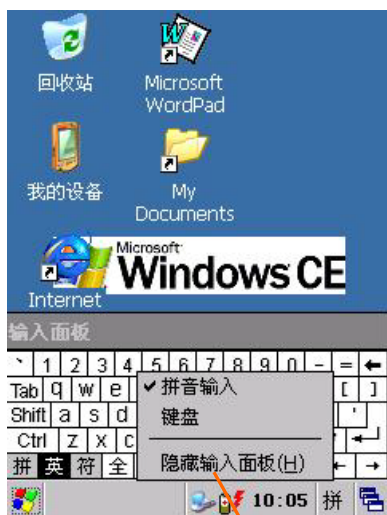 回收站
Microsoft
WordPad
我的设备
My
Documents
Internet
Microsoft
Windows CE
输入面板
` 1 2 3 4 5 6 7 8 9 0 - = ←
Tab q w e [ ]
Shift a s d '
Ctrl z x c
拼 英 符 全 ← →
✓拼音输入
键盘
隐藏输入面板(H)
10:05 拼